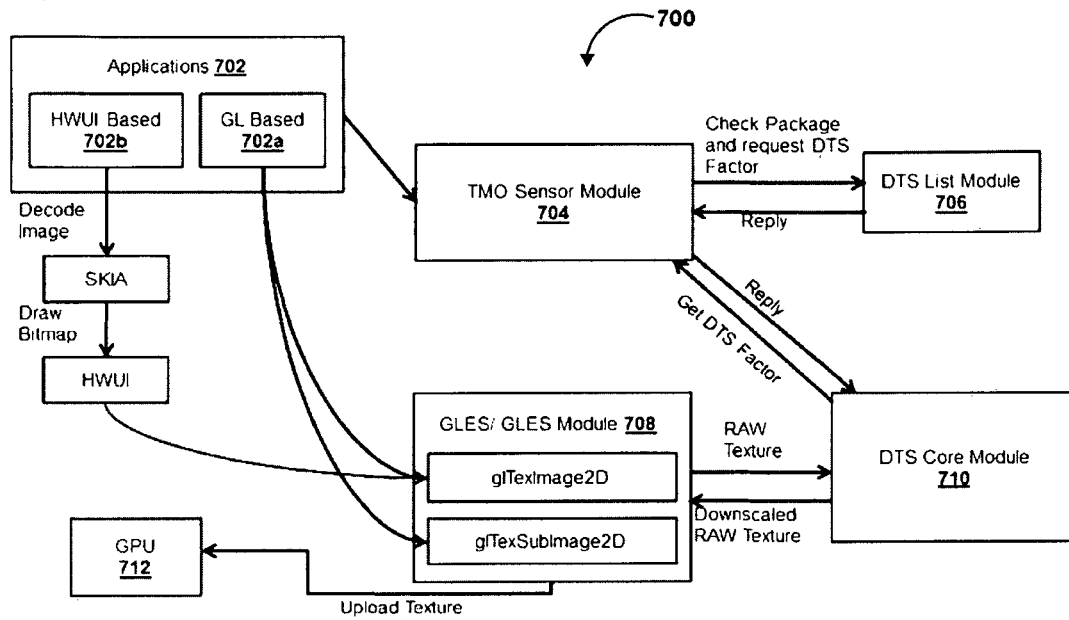 700
Applications 702
HWUI Based
702b
GL Based
702a
Decode
Image
SKIA
Draw
Bitmap
HWUI
TMO Sensor Module
704
Check Package
and request DTS
Factor
Reply
DTS List Module
706
Reply
Get DTS Factor
GLES/ GLES Module 708
glTexImage2D
glTexSubImage2D
RAW
Texture
Downscaled
RAW Texture
DTS Core Module
710
GPU
712
Upload Texture